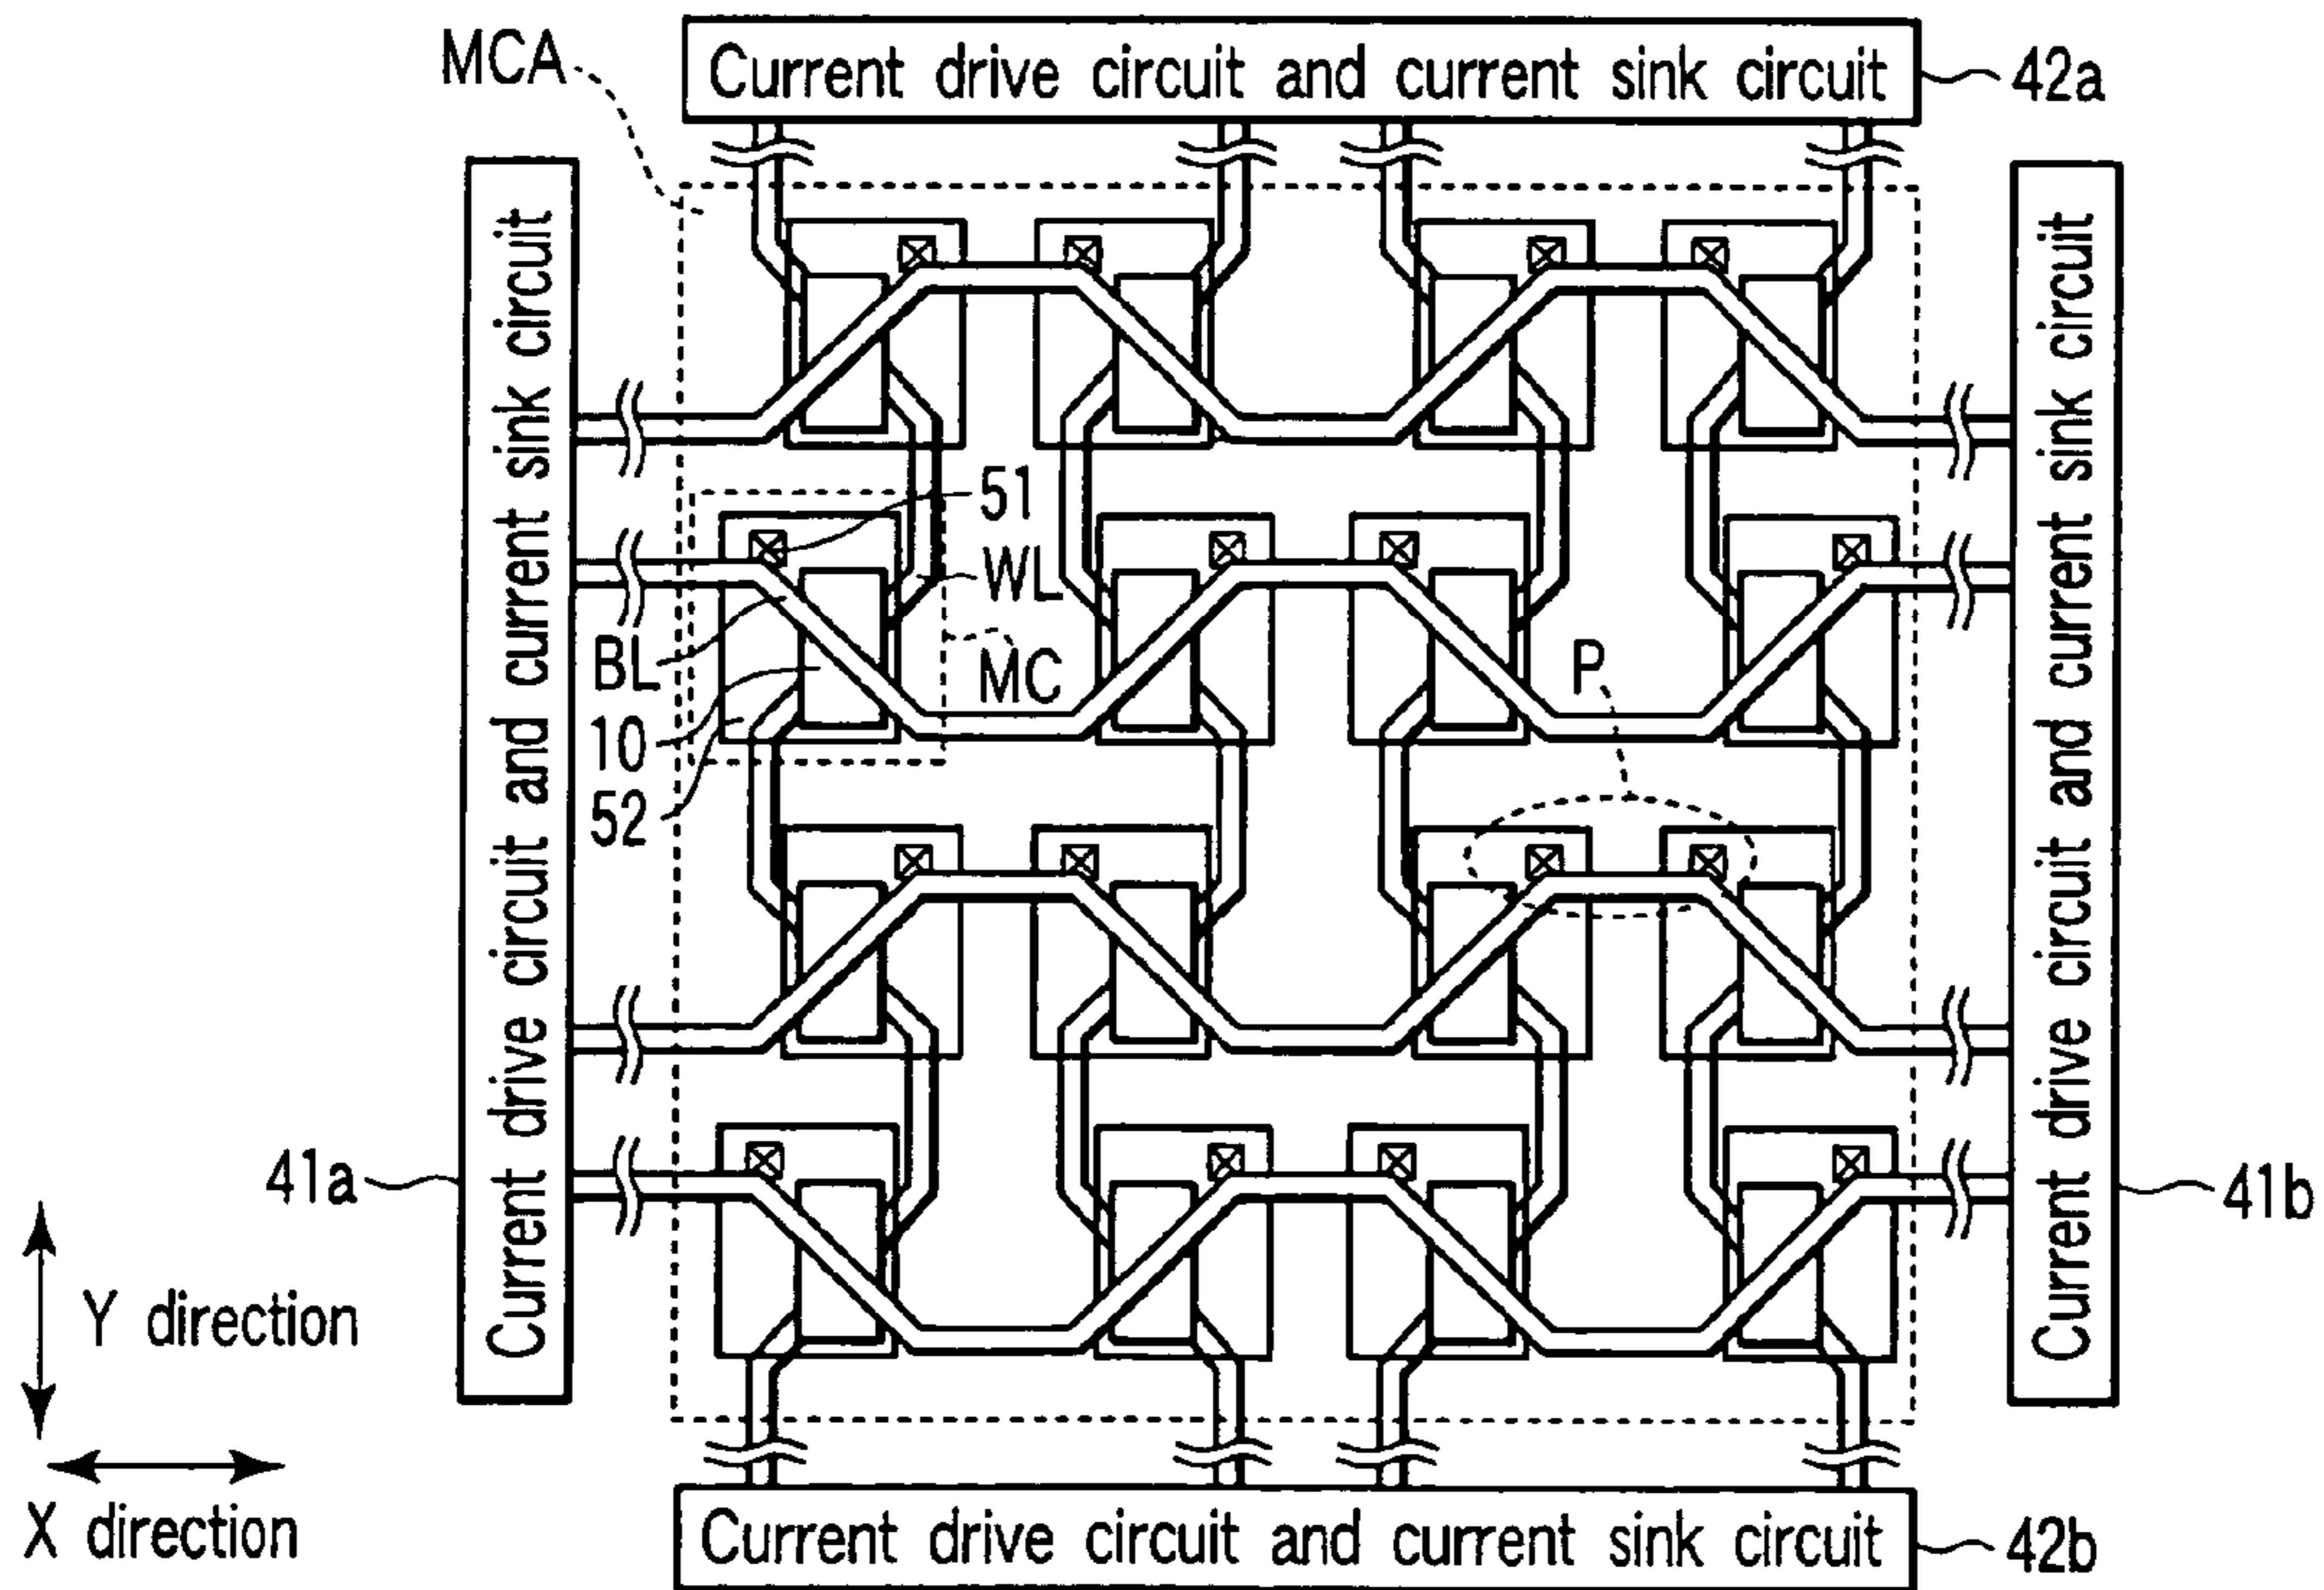 MCA
Current drive circuit and current sink circuit
42a
Current drive circuit and current sink circuit
Current drive circuit and current sink circuit
51
WL
BL
MC
P
10
52
41a
41b
Y direction
X direction
Current drive circuit and current sink circuit
42b